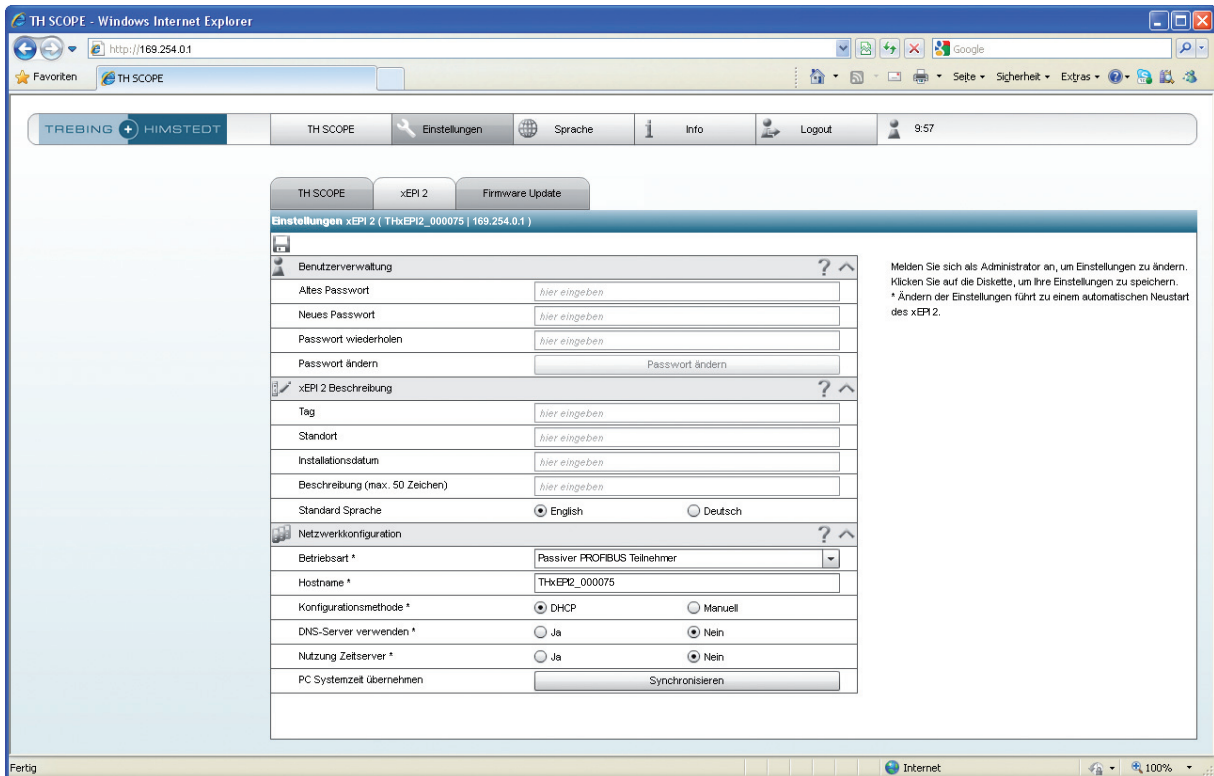 TH SCOPE - Windows Internet Explorer
http://169.254.0.1
Google
Favoriten
TH SCOPE
Seite
Sicherheit
Extras
TREBING + HIMSTEDT
TH SCOPE
Einstellungen
Sprache
Info
Logout
9:57
TH SCOPE
xEPI 2
Firmware Update
Einstellungen xEPI 2 ( THxEPI2_000075 | 169.254.0.1 )
Benutzerverwaltung
?
Altes Passwort
hier eingeben
Neues Passwort
hier eingeben
Passwort wiederholen
hier eingeben
Passwort ändern
Passwort ändern
xEPI 2 Beschreibung
?
Tag
hier eingeben
Standort
hier eingeben
Installationsdatum
hier eingeben
Beschreibung (max. 50 Zeichen)
hier eingeben
Standard Sprache
English
Deutsch
Netzwerkkonfiguration
?
Betriebsart *
Passiver PROFIBUS Teilnehmer
Hostname *
THxEPI2_000075
Konfigurationsmethode *
DHCP
Manuell
DNS-Server verwenden *
Ja
Nein
Nutzung Zeitserver *
Ja
Nein
PC Systemzeit übernehmen
Synchronisieren
Melden Sie sich als Administrator an, um Einstellungen zu ändern.
Klicken Sie auf die Diskette, um Ihre Einstellungen zu speichern.
* Ändern der Einstellungen führt zu einem automatischen Neustart
des xEPI 2.
Fertig
Internet
100%